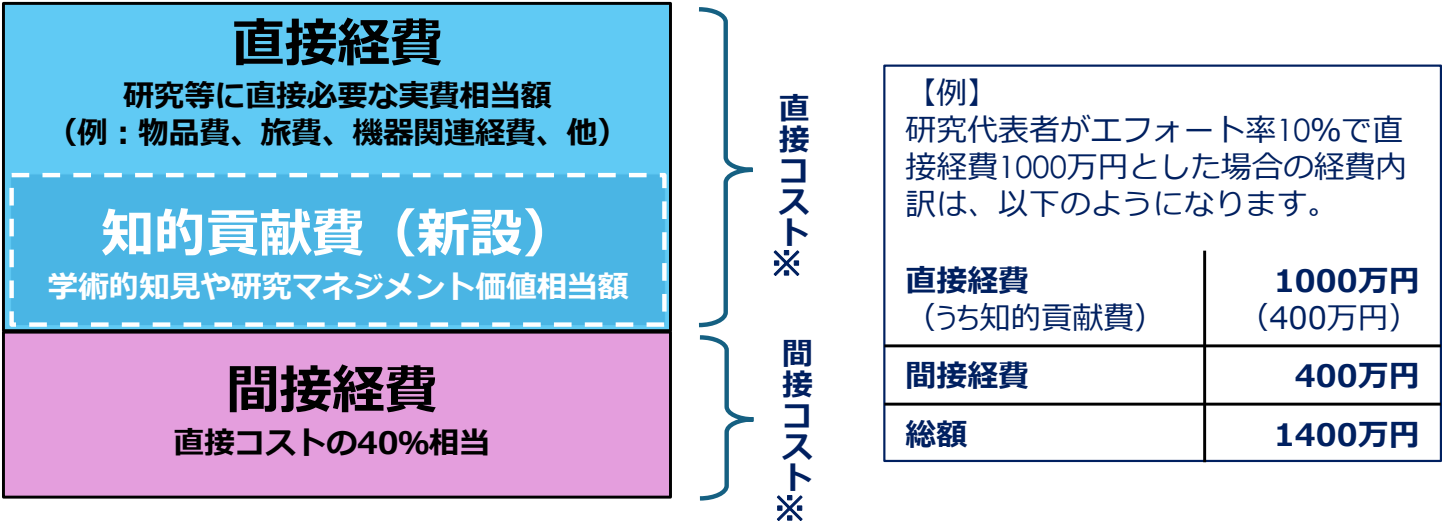 直接経費
研究等に直接必要な実費相当額
（例：物品費、旅費、機器関連経費、他）
知的貢献費（新設）
学術的知見や研究マネジメント価値相当額
間接経費
直接コストの40%相当
直接コスト※
間接コスト※
【例】
研究代表者がエフォート率10%で直
接経費1000万円とした場合の経費内
訳は、以下のようになります。
直接経費 1000万円
（うち知的貢献費） （400万円）
間接経費 400万円
総額 1400万円